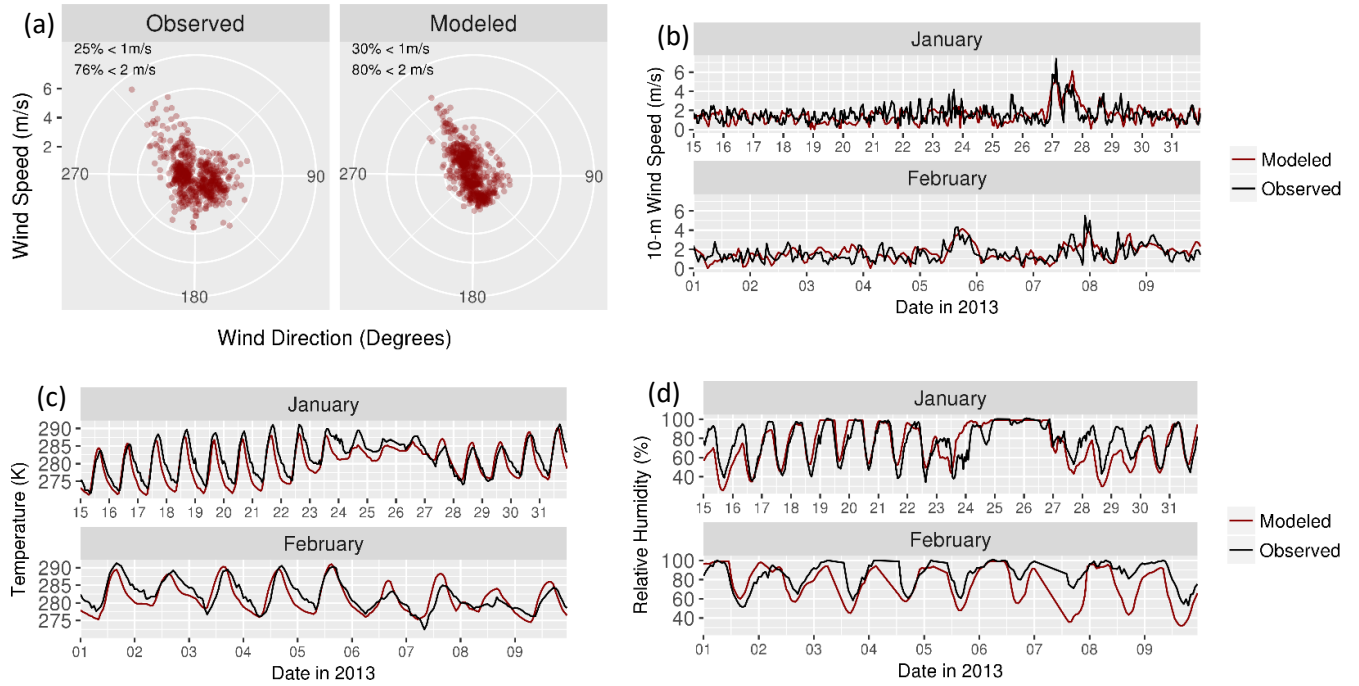 (a)
Observed
Modeled
25% < 1m/s
76% < 2 m/s
30% < 1m/s
80% < 2 m/s
Wind Speed (m/s)
6
4
2
270
90
180
180
Wind Direction (Degrees)
(b)
January
6
4
2
0
15 16 17 18 19 20 21 22 23 24 25 26 27 28 29 30 31
February
6
4
2
0
01 02 03 04 05 06 07 08 09
10-m Wind Speed (m/s)
Date in 2013
Modeled
Observed
(c)
January
290
285
280
275
15 16 17 18 19 20 21 22 23 24 25 26 27 28 29 30 31
February
290
285
280
275
01 02 03 04 05 06 07 08 09
Temperature (K)
Date in 2013
(d)
January
100
80
60
40
15 16 17 18 19 20 21 22 23 24 25 26 27 28 29 30 31
February
100
80
60
40
01 02 03 04 05 06 07 08 09
Relative Humidity (%)
Date in 2013
Modeled
Observed